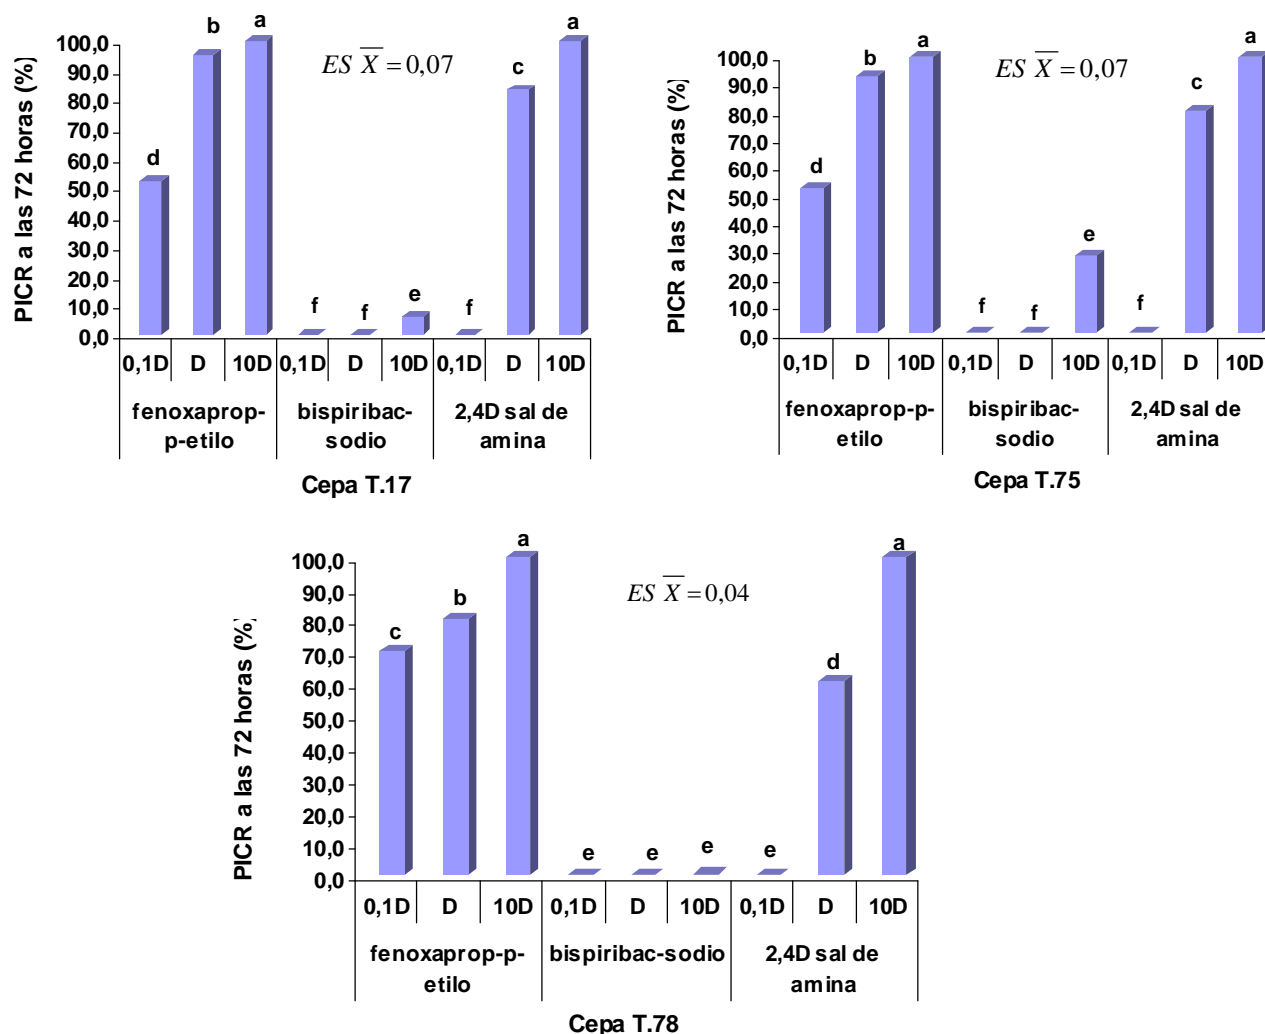 b a
c a
d
e
f f f
ES X̅ = 0,07
PICR a las 72 horas (%)
100,0
90,0
80,0
70,0
60,0
50,0
40,0
30,0
20,0
10,0
0,0
0,1D D 10D 0,1D D 10D 0,1D D 10D
fenoxaprop-p-etilo
bispiribac-sodio
2,4D sal de amina
Cepa T.17
b a
c a
d
e
f f f
ES X̅ = 0,07
PICR a las 72 horas (%)
100,0
90,0
80,0
70,0
60,0
50,0
40,0
30,0
20,0
10,0
0,0
0,1D D 10D 0,1D D 10D 0,1D D 10D
fenoxaprop-p-etilo
bispiribac-sodio
2,4D sal de amina
Cepa T.75
a a
c b
d
e e e e
ES X̅ = 0,04
PICR a las 72 horas (%)
100,0
90,0
80,0
70,0
60,0
50,0
40,0
30,0
20,0
10,0
0,0
0,1D D 10D 0,1D D 10D 0,1D D 10D
fenoxaprop-p-etilo
bispiribac-sodio
2,4D sal de amina
Cepa T.78